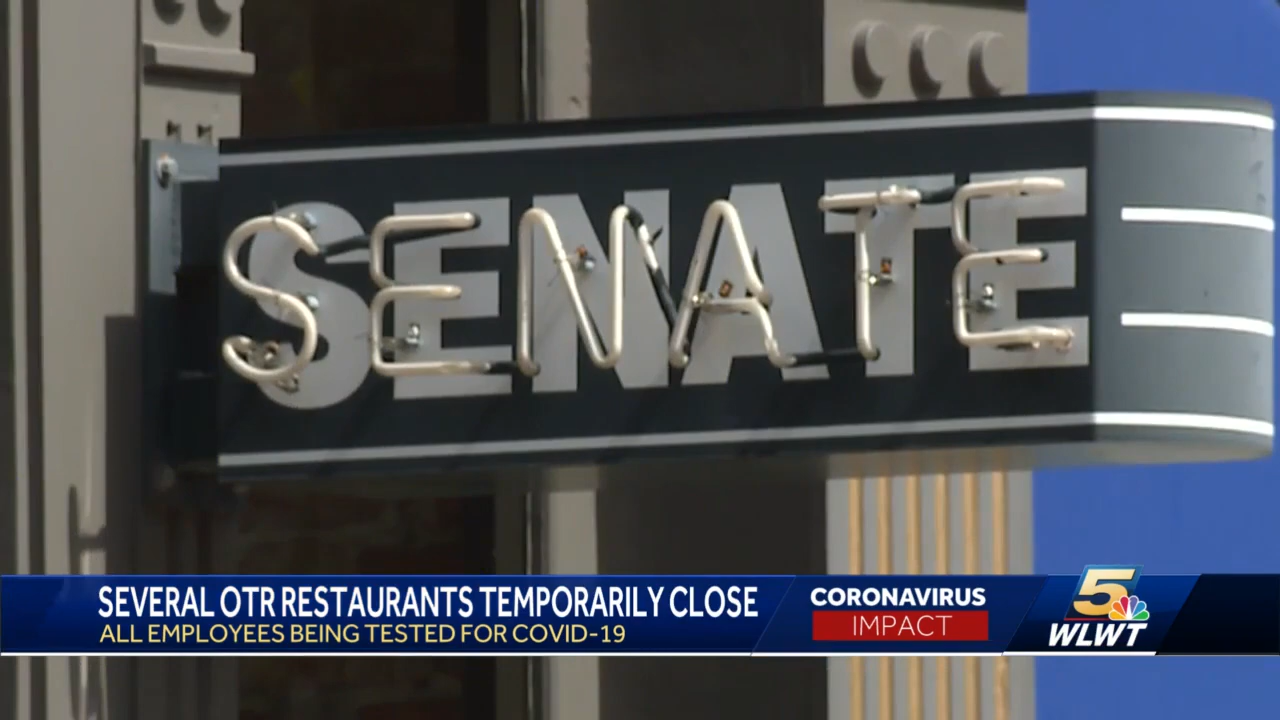 SENATE
SEVERAL OTR RESTAURANTS TEMPORARILY CLOSE
ALL EMPLOYEES BEING TESTED FOR COVID-19
CORONAVIRUS
IMPACT
5
WLWT